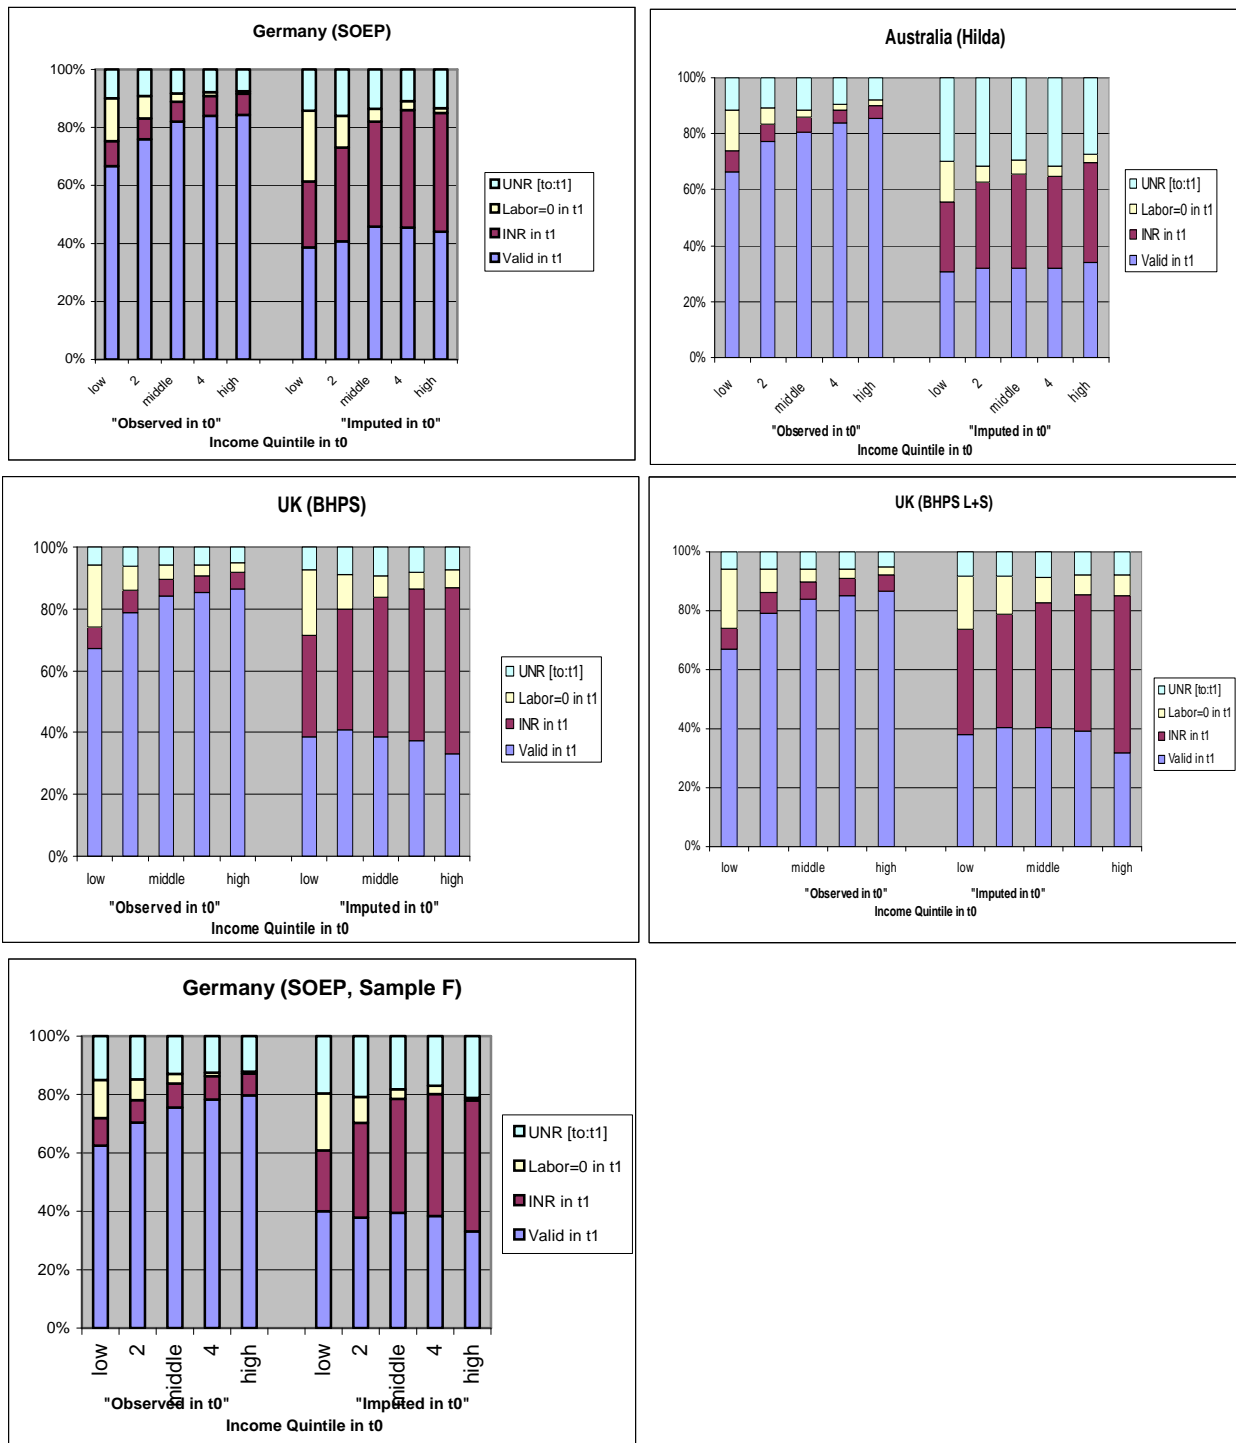 Germany (SOEP)
100%
80%
60%
40%
20%
0%
low
2
middle
4
high
low
2
middle
4
high
"Observed in t0"
"Imputed in t0"
Income Quintile in t0
UNR [to:t1]
Labor=0 in t1
INR in t1
Valid in t1
Australia (Hilda)
100%
80%
60%
40%
20%
0%
low
2
middle
4
high
low
2
middle
4
high
"Observed in t0"
"Imputed in t0"
Income Quintile in t0
UNR [to:t1]
Labor=0 in t1
INR in t1
Valid in t1
UK (BHPS)
100%
80%
60%
40%
20%
0%
low
middle
high
low
middle
high
"Observed in t0"
"Imputed in t0"
Income Quintile in t0
UNR [to:t1]
Labor=0 in t1
INR in t1
Valid in t1
UK (BHPS L+S)
100%
80%
60%
40%
20%
0%
low
middle
high
low
middle
high
"Observed in t0"
"Imputed in t0"
Income Quintile in t0
UNR [to:t1]
Labor=0 in t1
INR in t1
Valid in t1
Germany (SOEP, Sample F)
100%
80%
60%
40%
20%
0%
low
2
middle
4
high
low
2
middle
4
high
"Observed in t0"
"Imputed in t0"
Income Quintile in t0
UNR [to:t1]
Labor=0 in t1
INR in t1
Valid in t1